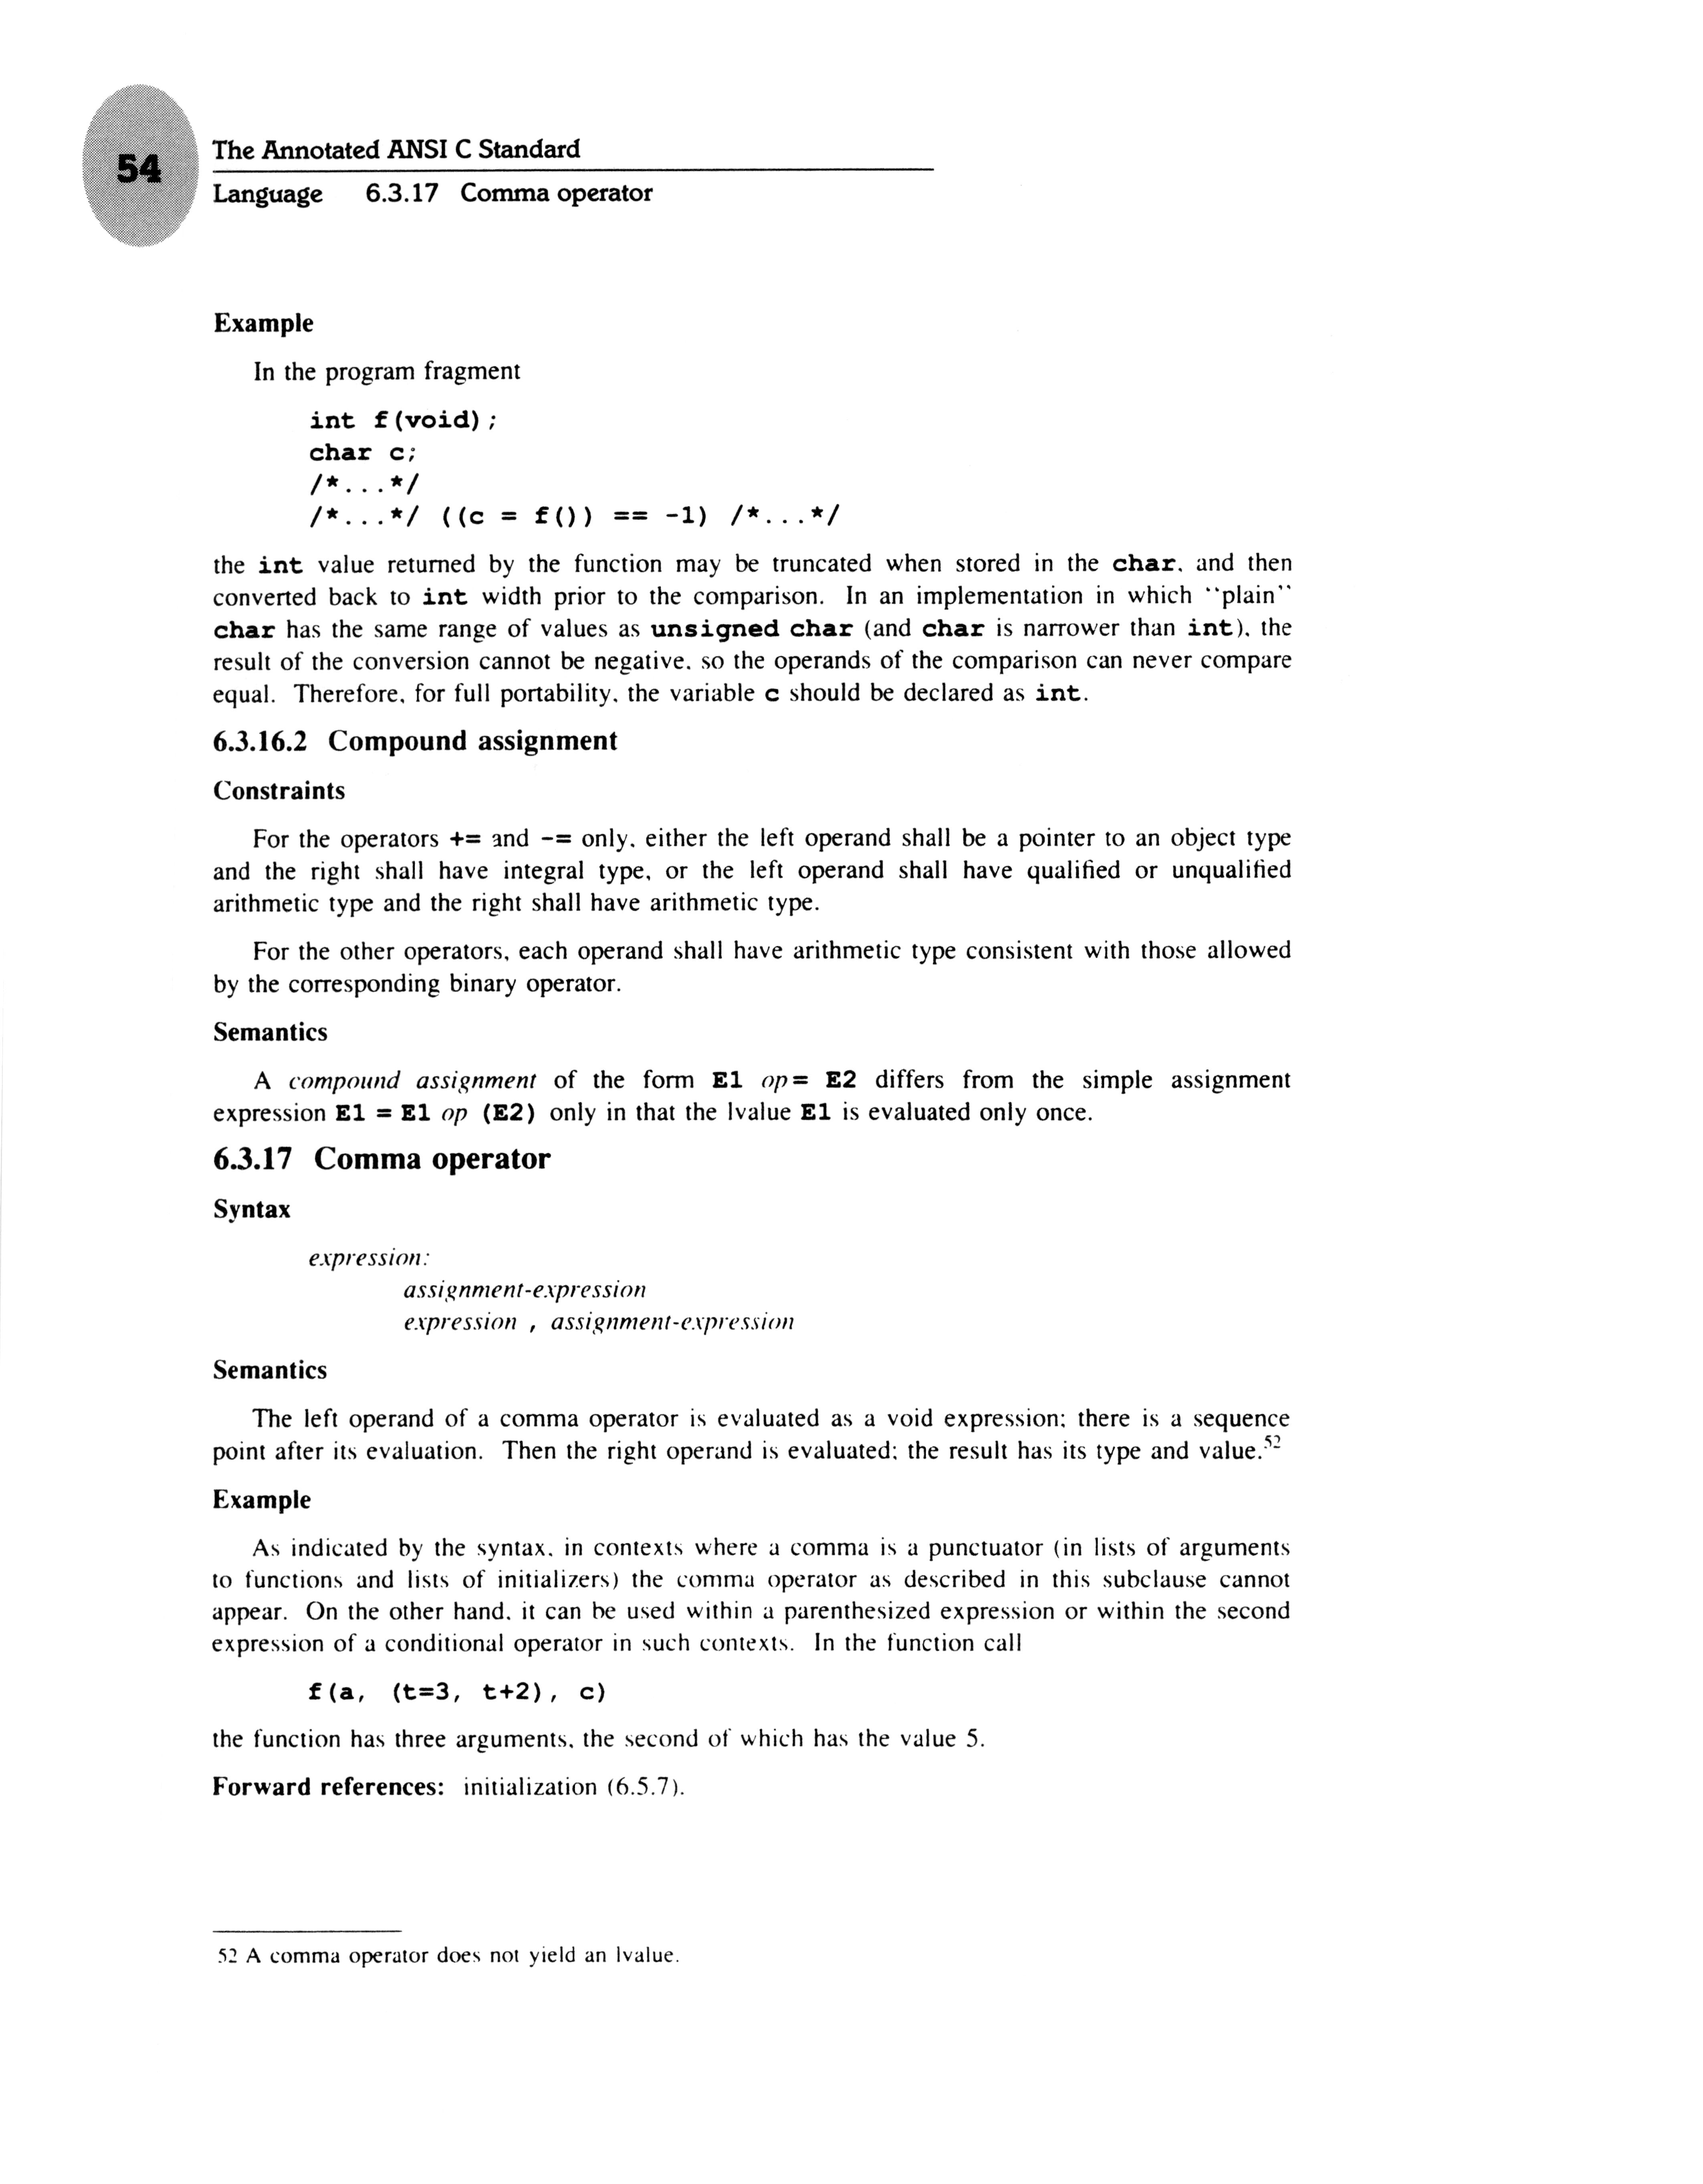 54
The Annotated ANSI C Standard
Language 6.3.17 Comma operator
Example
In the program fragment
int f(void);
char c;
/*...*/
/*...*/ ((c = f()) == -1) /*...*/
the int value returned by the function may be truncated when stored in the char, and then
converted back to int width prior to the comparison. In an implementation in which ``plain''
char has the same range of values as unsigned char (and char is narrower than int), the
result of the conversion cannot be negative, so the operands of the comparison can never compare
equal. Therefore, for full portability, the variable c should be declared as int.
6.3.16.2 Compound assignment
Constraints
For the operators += and -= only, either the left operand shall be a pointer to an object type
and the right shall have integral type, or the left operand shall have qualified or unqualified
arithmetic type and the right shall have arithmetic type.
For the other operators, each operand shall have arithmetic type consistent with those allowed
by the corresponding binary operator.
Semantics
A compound assignment of the form E1 op= E2 differs from the simple assignment
expression E1 = E1 op (E2) only in that the lvalue E1 is evaluated only once.
6.3.17 Comma operator
Syntax
expression:
assignment-expression
expression , assignment-expression
Semantics
The left operand of a comma operator is evaluated as a void expression; there is a sequence
point after its evaluation. Then the right operand is evaluated; the result has its type and value.52
Example
As indicated by the syntax, in contexts where a comma is a punctuator (in lists of arguments
to functions and lists of initializers) the comma operator as described in this subclause cannot
appear. On the other hand, it can be used within a parenthesized expression or within the second
expression of a conditional operator in such contexts. In the function call
f(a, (t=3, t+2), c)
the function has three arguments, the second of which has the value 5.
Forward references: initialization (6.5.7).
52 A comma operator does not yield an lvalue.